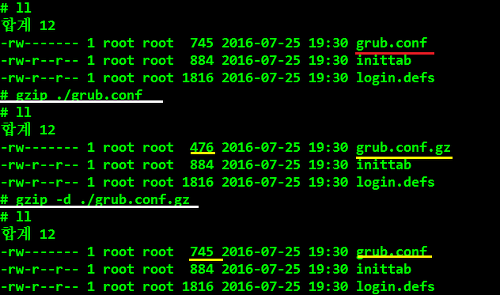 # ll
합계 12
-rw------- 1 root root  745 2016-07-25 19:30 grub.conf
-rw-r--r-- 1 root root  884 2016-07-25 19:30 inittab
-rw-r--r-- 1 root root 1816 2016-07-25 19:30 login.defs
# gzip ./grub.conf
# ll
합계 12
-rw------- 1 root root  476 2016-07-25 19:30 grub.conf.gz
-rw-r--r-- 1 root root  884 2016-07-25 19:30 inittab
-rw-r--r-- 1 root root 1816 2016-07-25 19:30 login.defs
# gzip -d ./grub.conf.gz
# ll
합계 12
-rw------- 1 root root  745 2016-07-25 19:30 grub.conf
-rw-r--r-- 1 root root  884 2016-07-25 19:30 inittab
-rw-r--r-- 1 root root 1816 2016-07-25 19:30 login.defs